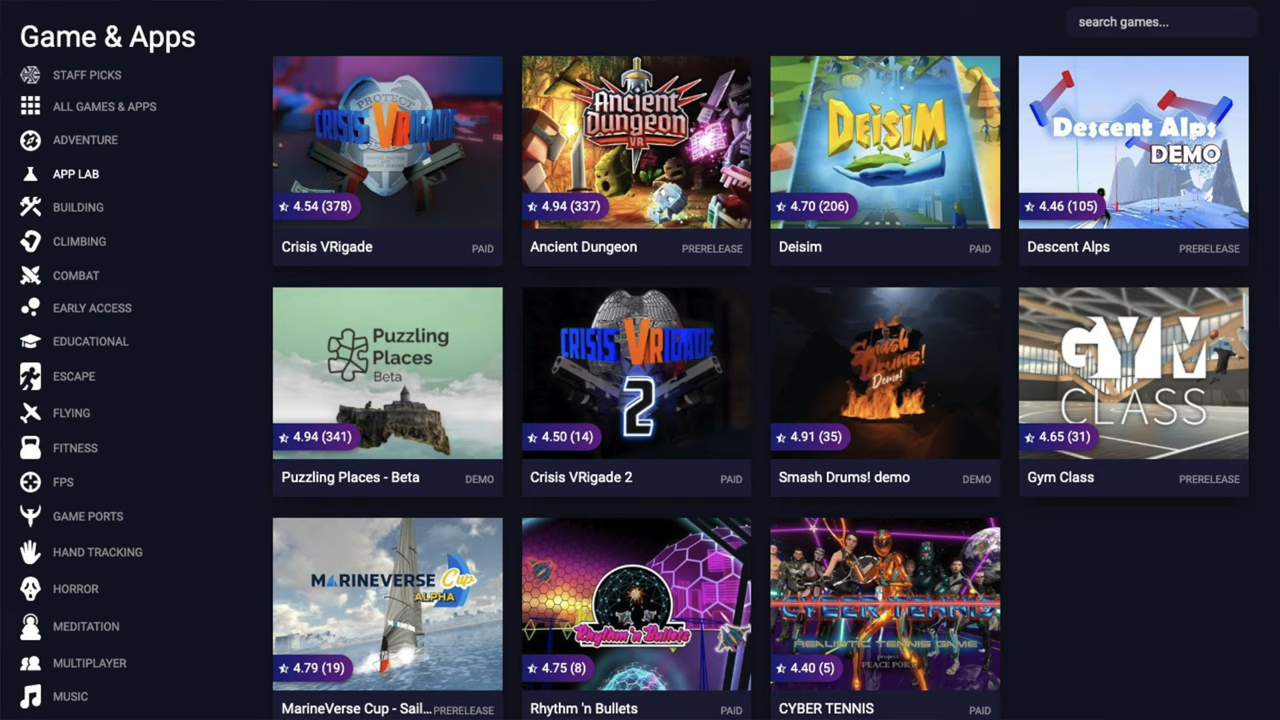 Game & Apps
search games...
STAFF PICKS
ALL GAMES & APPS
ADVENTURE
APP LAB
BUILDING
CLIMBING
COMBAT
EARLY ACCESS
EDUCATIONAL
ESCAPE
FLYING
FITNESS
FPS
GAME PORTS
HAND TRACKING
HORROR
MEDITATION
MULTIPLAYER
MUSIC
PROTECT
CRISIS VRIGADE
4.54 (378)
Crisis VRigade
PAID
Ancient
Dungeon
VR
4.94 (337)
Ancient Dungeon
PRERELEASE
DEISIM
4.70 (206)
Deisim
PAID
Descent Alps
DEMO
4.46 (105)
Descent Alps
PRERELEASE
Puzzling
Places
Beta
4.94 (341)
Puzzling Places - Beta
DEMO
CRISIS VRIGADE
2
4.50 (14)
Crisis VRigade 2
PAID
Smash
Drums!
Demo!
4.91 (35)
Smash Drums! demo
DEMO
GYM
CLASS
4.65 (31)
Gym Class
PRERELEASE
MARINEVERSE Cup
ALPHA
4.79 (19)
MarineVerse Cup - Sail...
PRERELEASE
Rhythm 'n Bullets
4.75 (8)
Rhythm 'n Bullets
PAID
CYBER TENNIS
REALISTIC TENNIS GAME
project
PEACE PORT
4.40 (5)
CYBER TENNIS
PAID